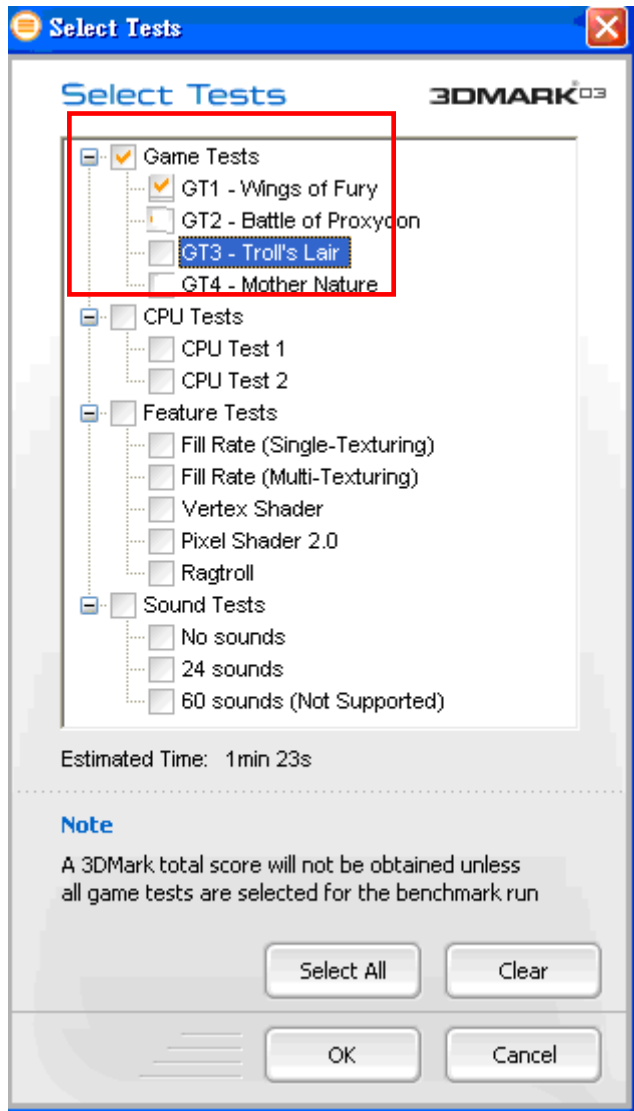 Select Tests
Select Tests
3DMARK03
Game Tests
GT1 - Wings of Fury
GT2 - Battle of Proxycon
GT3 - Troll's Lair
GT4 - Mother Nature
CPU Tests
CPU Test 1
CPU Test 2
Feature Tests
Fill Rate (Single-Texturing)
Fill Rate (Multi-Texturing)
Vertex Shader
Pixel Shader 2.0
Ragtroll
Sound Tests
No sounds
24 sounds
60 sounds (Not Supported)
Estimated Time: 1min 23s
Note
A 3DMark total score will not be obtained unless
all game tests are selected for the benchmark run
Select All Clear
OK Cancel